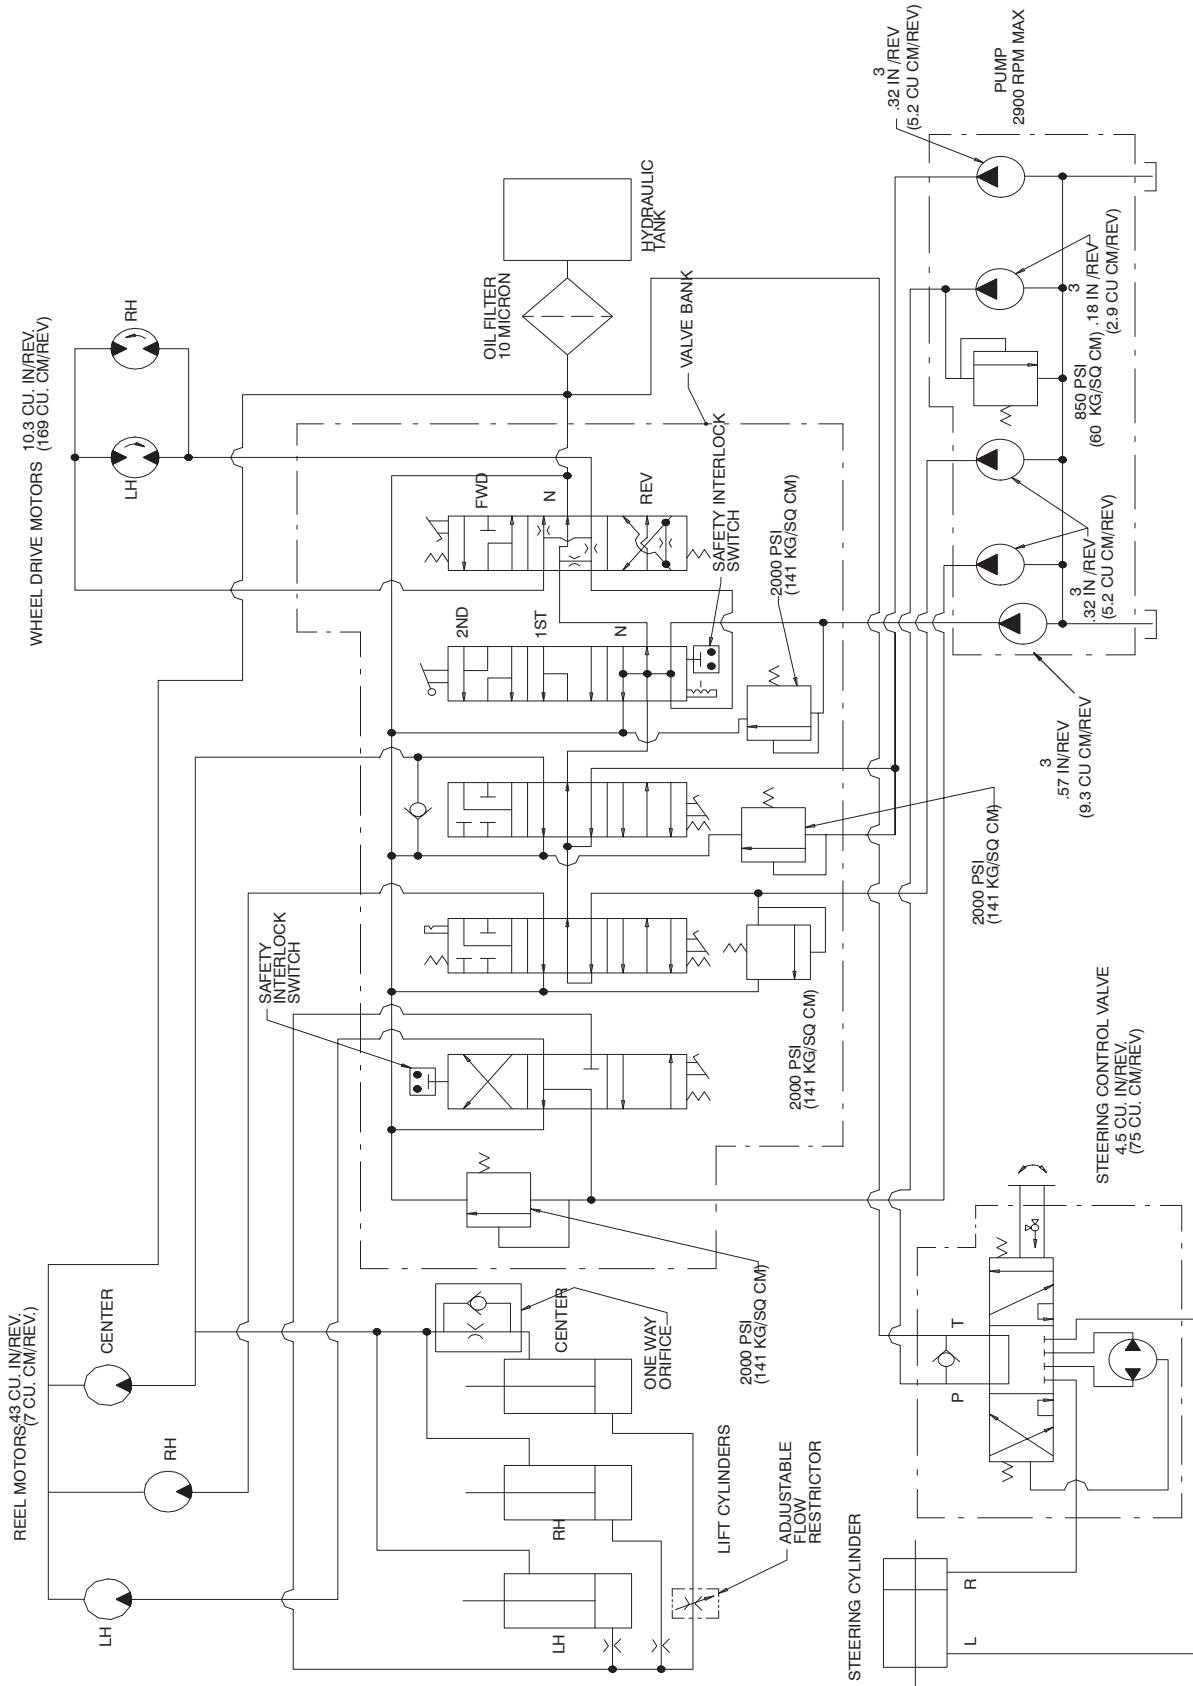 WHEEL DRIVE MOTORS 10.3 CU. IN/REV.
(169 CU. CM/REV)
LH
RH
REEL MOTORS .43 CU. IN/REV.
(7 CU. CM/REV.)
LH
RH
CENTER
OIL FILTER
10 MICRON
HYDRAULIC
TANK
VALVE BANK
FWD
N
REV
2ND
1ST
N
SAFETY INTERLOCK
SWITCH
2000 PSI
(141 KG/SQ CM)
SAFETY
INTERLOCK
SWITCH
2000 PSI
(141 KG/SQ CM)
2000 PSI
(141 KG/SQ CM)
2000 PSI
(141 KG/SQ CM)
CENTER
ONE WAY
ORIFICE
RH
LH
LIFT CYLINDERS
ADJUSTABLE
FLOW
RESTRICTOR
3
.32 IN /REV
(5.2 CU CM/REV)
PUMP
2900 RPM MAX
3
.18 IN /REV
(2.9 CU CM/REV)
850 PSI
(60 KG/SQ CM)
3
.32 IN /REV
(5.2 CU CM/REV)
3
.57 IN/REV
(9.3 CU CM/REV
STEERING CONTROL VALVE
4.5 CU. IN/REV.
(75 CU. CM/REV)
P
T
STEERING CYLINDER
L
R